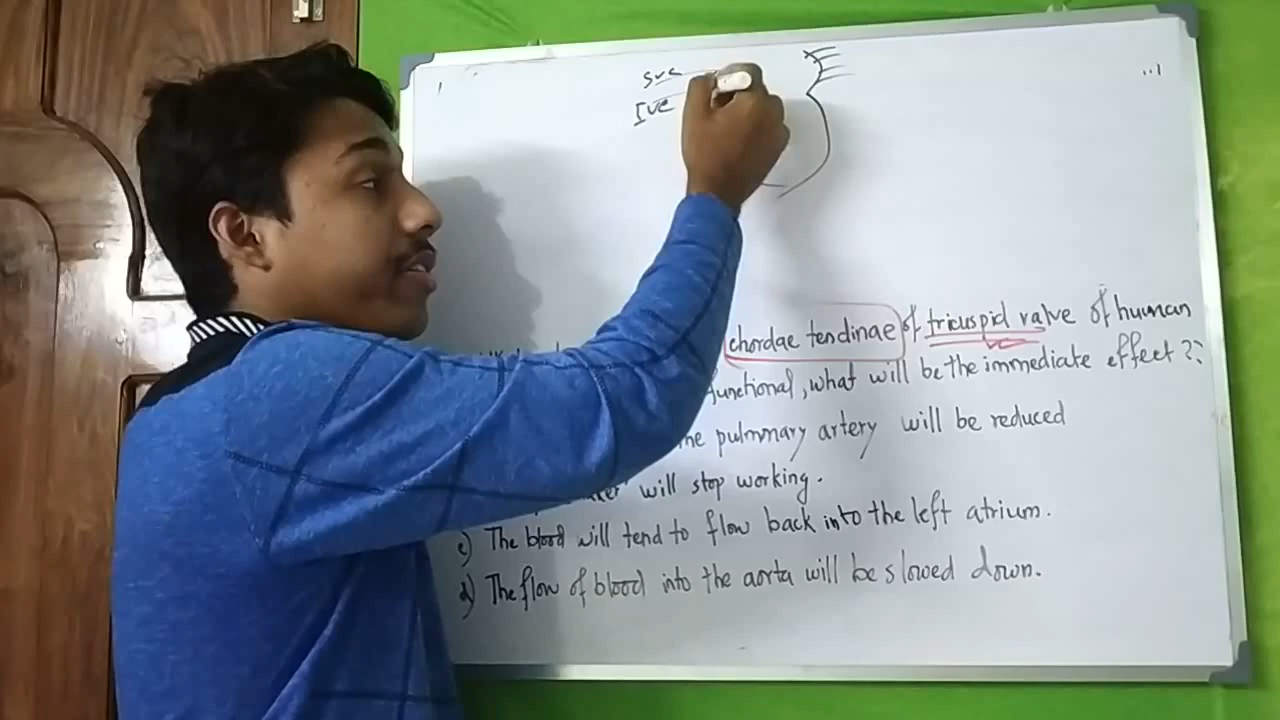 SVC
IVC
chordae tendinae of tricuspid valve of human
functional, what will be the immediate effect ??
pulmmary artery will be reduced
will stop working.
c) The blood will tend to flow back into the left atrium.
d) The flow of blood into the aorta will be slowed down.